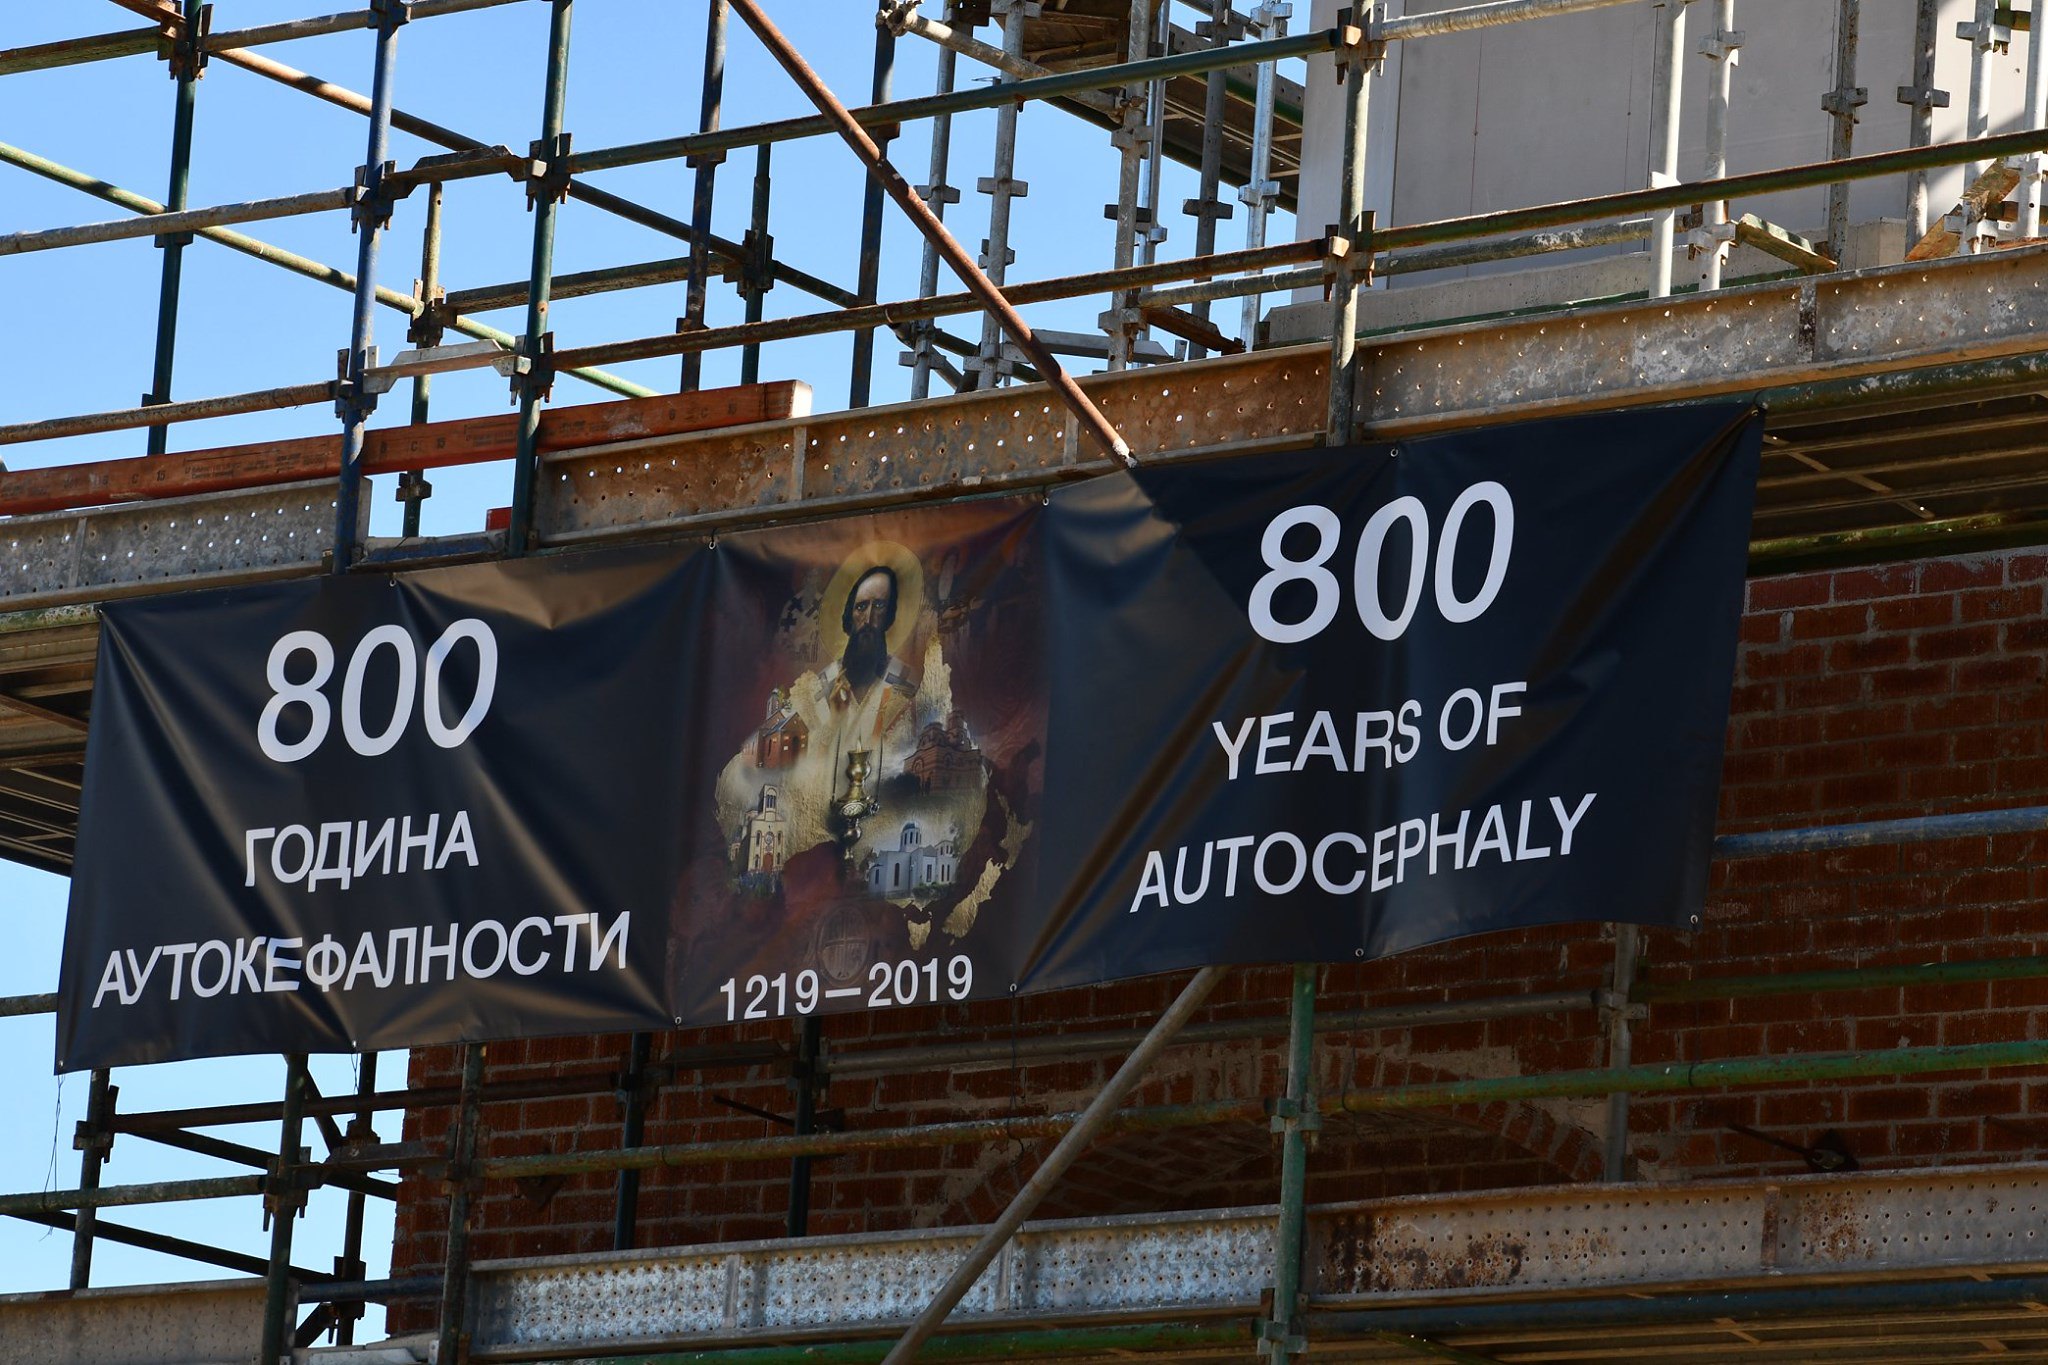 800
ГОДИНА
АУТОКЕФАЛНОСТИ
1219–2019
800
YEARS OF
AUTOCEPHALY